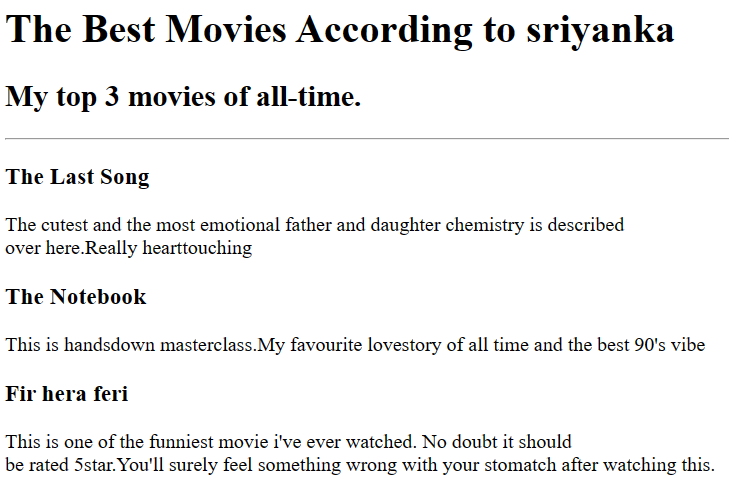 The Best Movies According to sriyanka
My top 3 movies of all-time.
The Last Song
The cutest and the most emotional father and daughter chemistry is described
over here.Really hearttouching
The Notebook
This is handsdown masterclass.My favourite lovestory of all time and the best 90's vibe
Fir hera feri
This is one of the funniest movie i've ever watched. No doubt it should
be rated 5star.You'll surely feel something wrong with your stomatch after watching this.